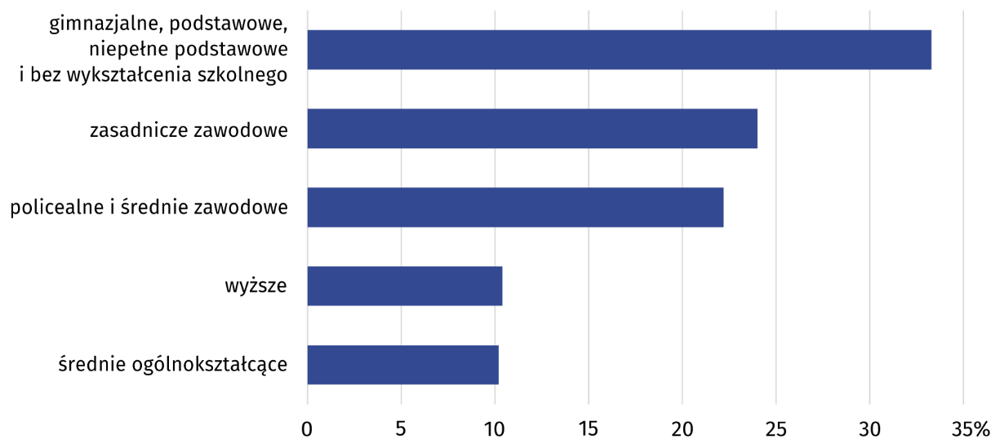 gimnazjalne, podstawowe,
niepełne podstawowe
i bez wykształcenia szkolnego
zasadnicze zawodowe
policealne i średnie zawodowe
wyższe
średnie ogólnokształcące
0 5 10 15 20 25 30 35%